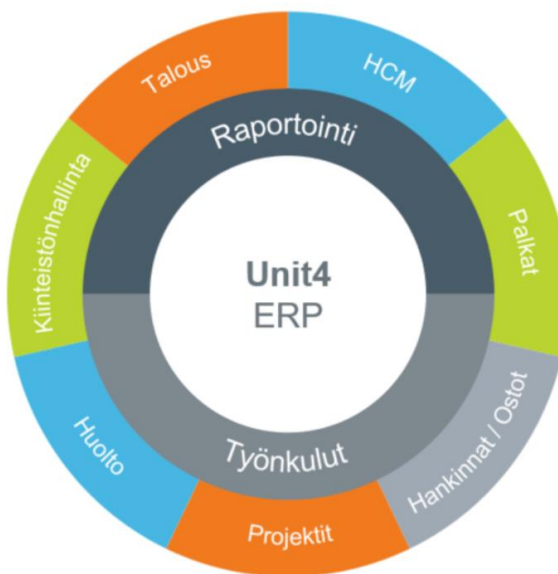 Talous
HCM
Palkat
Hankinnat / Ostot
Projektit
Huolto
Kiinteistönhallinta
Raportointi
Työnkulut
Unit4
ERP